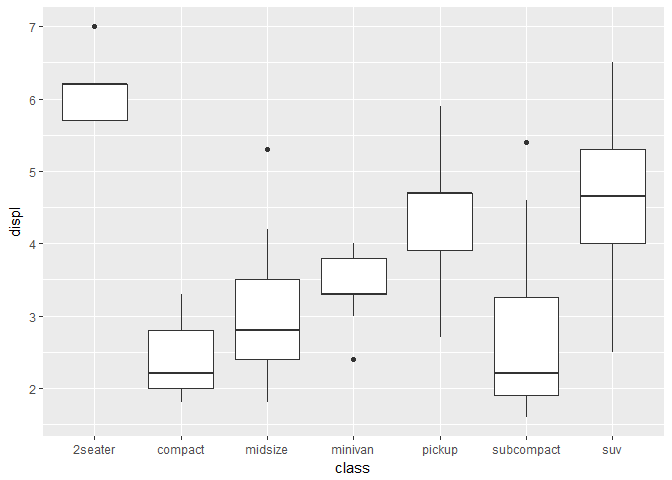 7
6
5
4
3
2
displ
2seater compact midsize minivan pickup subcompact suv
class